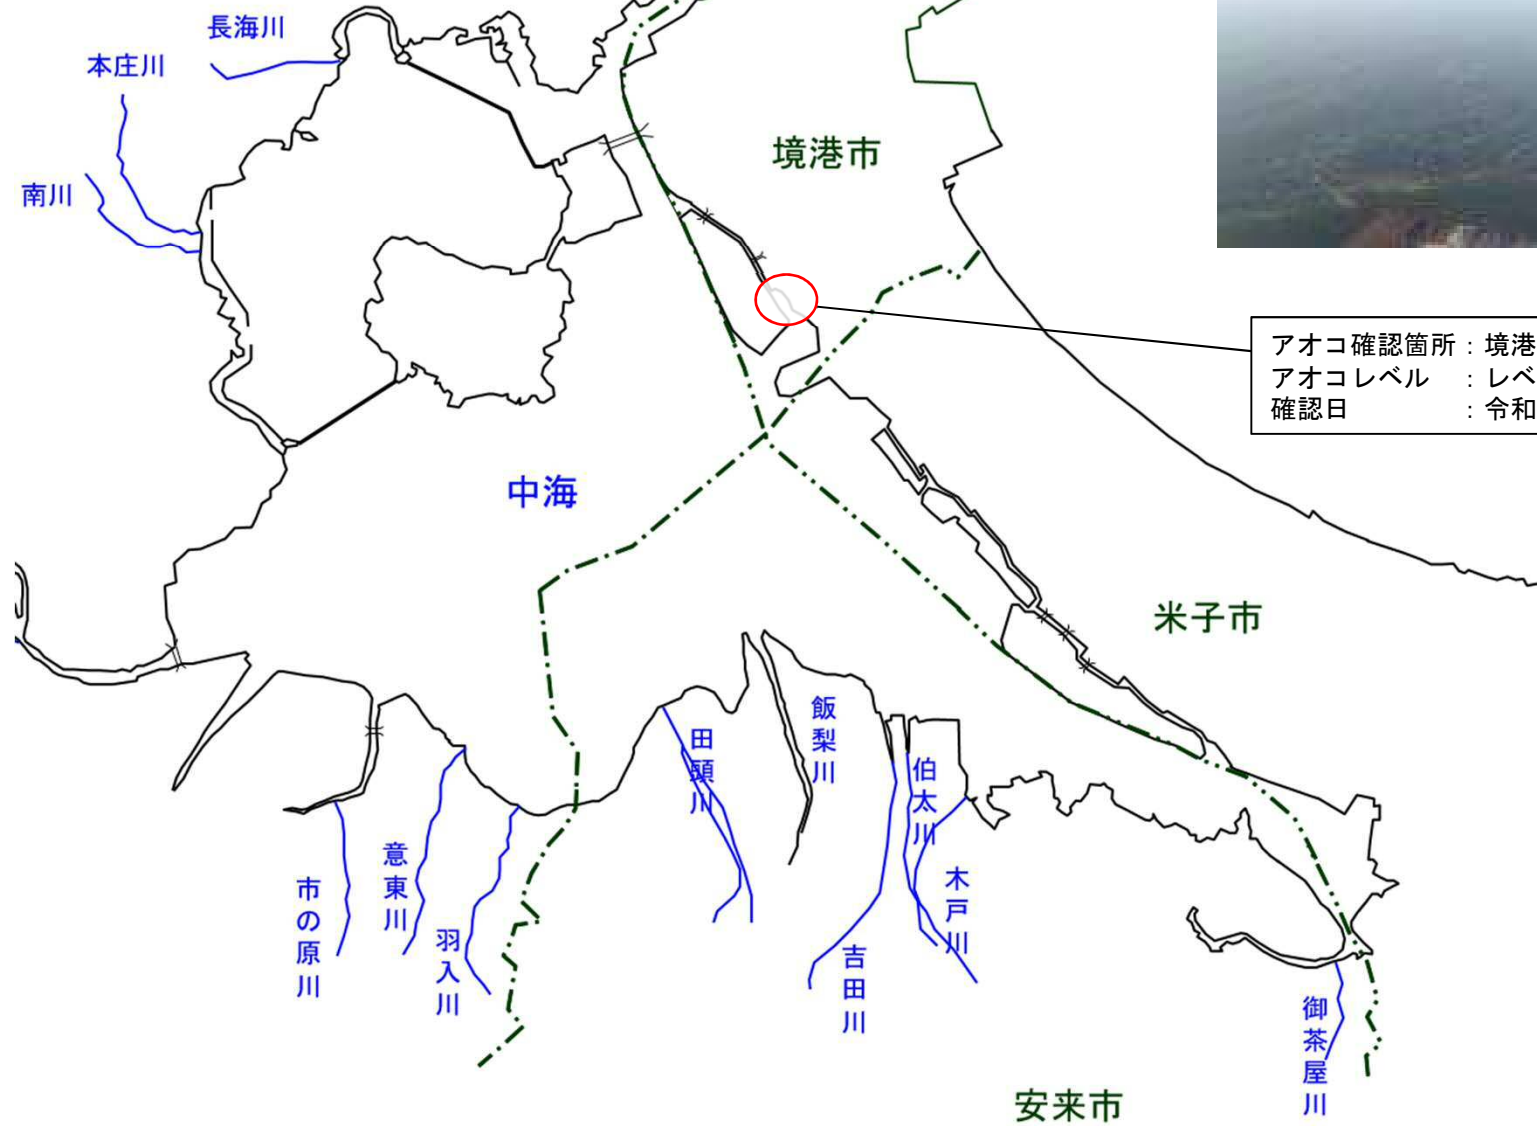 長海川
本庄川
南川
境港市
アオコ確認箇所：境港
アオコレベル　：レベ
確認日　　　　：令和
中海
米子市
市の原川
意東川
羽入川
田頭川
飯梨川
吉田川
伯太川
木戸川
御茶屋川
安来市